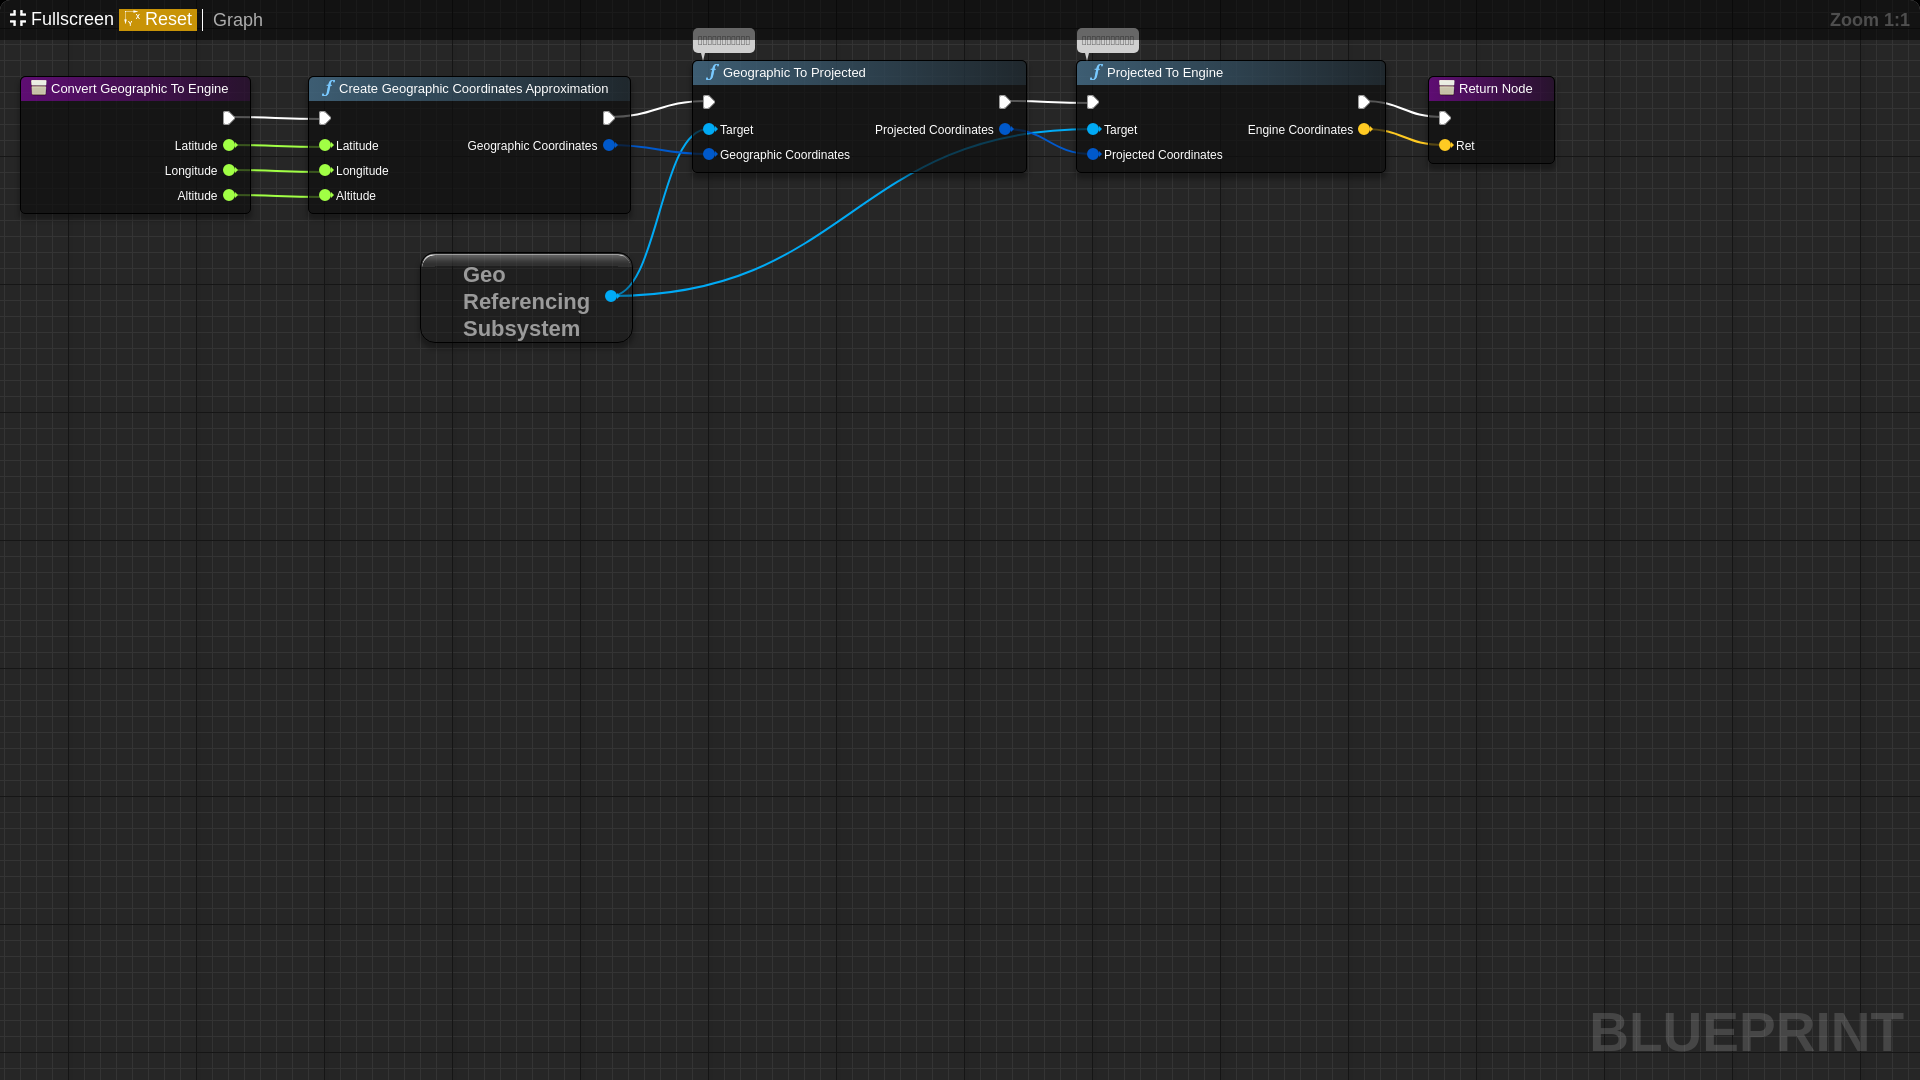 Fullscreen Reset Graph Zoom 1:1
Convert Geographic To Engine
Latitude
Longitude
Altitude
Create Geographic Coordinates Approximation
Latitude Geographic Coordinates
Longitude
Altitude
Geographic To Projected
Target Projected Coordinates
Geographic Coordinates
Projected To Engine
Target Engine Coordinates
Projected Coordinates
Return Node
Ret
Geo
Referencing
Subsystem
BLUEPRINT